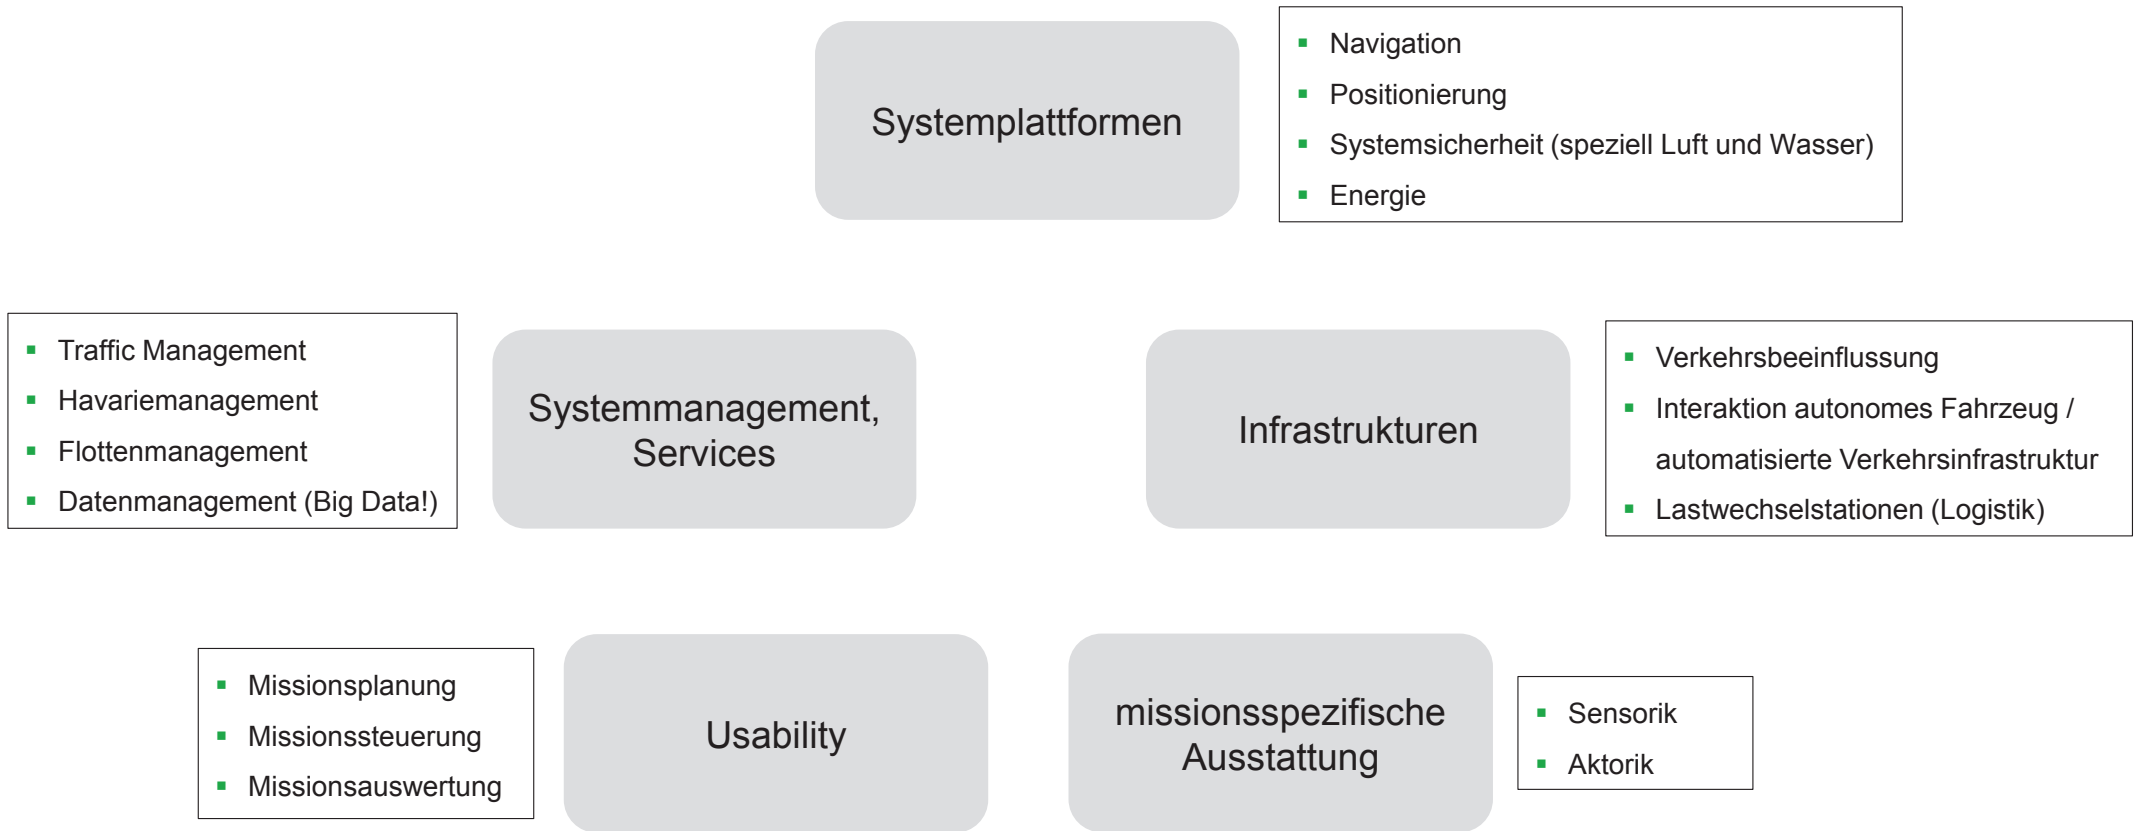 Systemplattformen
▪ Navigation
▪ Positionierung
▪ Systemsicherheit (speziell Luft und Wasser)
▪ Energie
▪ Traffic Management
▪ Havariemanagement
▪ Flottenmanagement
▪ Datenmanagement (Big Data!)
Systemmanagement,
Services
Infrastrukturen
▪ Verkehrsbeeinflussung
▪ Interaktion autonomes Fahrzeug /
automatisierte Verkehrsinfrastruktur
▪ Lastwechselstationen (Logistik)
▪ Missionsplanung
▪ Missionssteuerung
▪ Missionsauswertung
Usability
missionsspezifische
Ausstattung
▪ Sensorik
▪ Aktorik